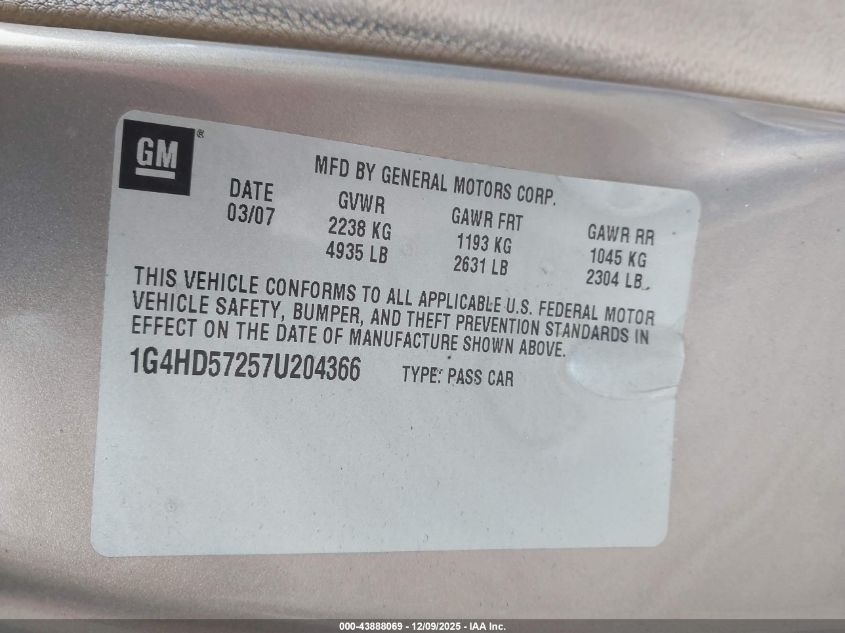 GM ®
MFD BY GENERAL MOTORS CORP.
DATE GVWR GAWR FRT GAWR RR
03/07 2238 KG 1193 KG 1045 KG
4935 LB 2631 LB 2304 LB
THIS VEHICLE CONFORMS TO ALL APPLICABLE U.S. FEDERAL MOTOR
VEHICLE SAFETY, BUMPER, AND THEFT PREVENTION STANDARDS IN
EFFECT ON THE DATE OF MANUFACTURE SHOWN ABOVE.
1G4HD57257U204366 TYPE: PASS CAR
000-43888069 - 12/09/2025 - IAA Inc.